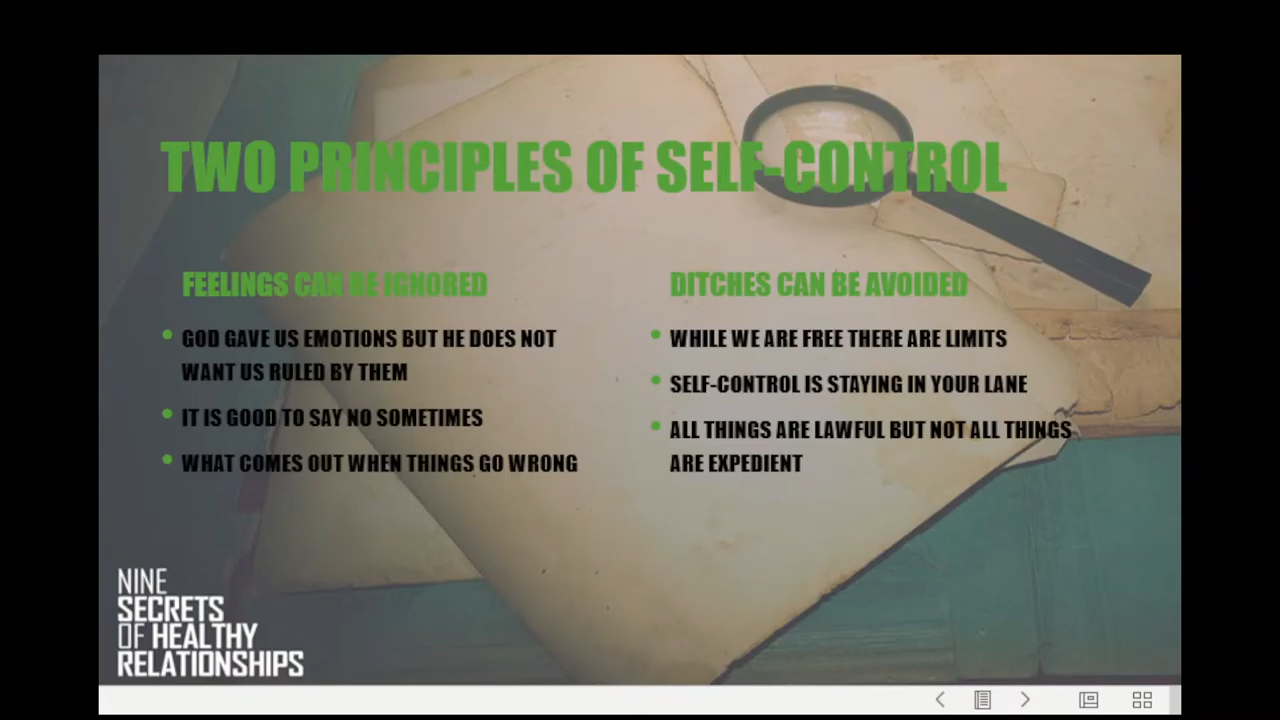 TWO PRINCIPLES OF SELF-CONTROL
FEELINGS CAN BE IGNORED
GOD GAVE US EMOTIONS BUT HE DOES NOT
WANT US RULED BY THEM
IT IS GOOD TO SAY NO SOMETIMES
WHAT COMES OUT WHEN THINGS GO WRONG
DITCHES CAN BE AVOIDED
WHILE WE ARE FREE THERE ARE LIMITS
SELF-CONTROL IS STAYING IN YOUR LANE
ALL THINGS ARE LAWFUL BUT NOT ALL THINGS
ARE EXPEDIENT
NINE
SECRETS
OF HEALTHY
RELATIONSHIPS